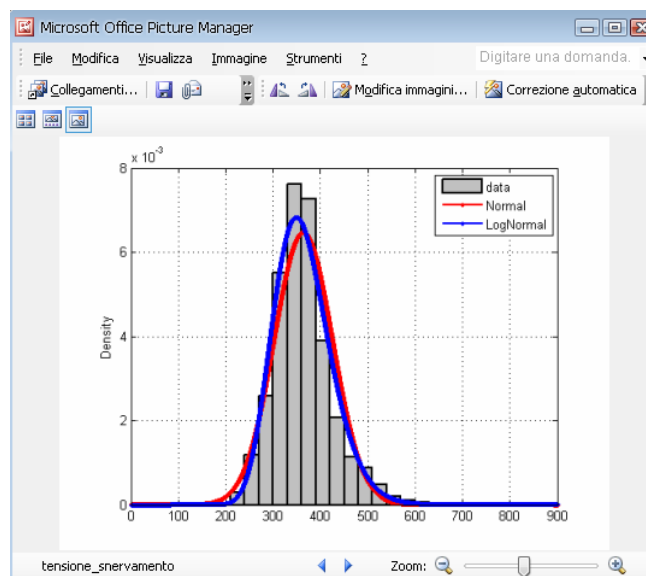 Microsoft Office Picture Manager
File Modifica Visualizza Immagine Strumenti ? Digitare una domanda.
Collegamenti... Modifica immagini... Correzione automatica
x 10-3
8
data
Normal
LogNormal
6
Density
4
2
0
0 100 200 300 400 500 600 700 800 900
tensione_snervamento Zoom: